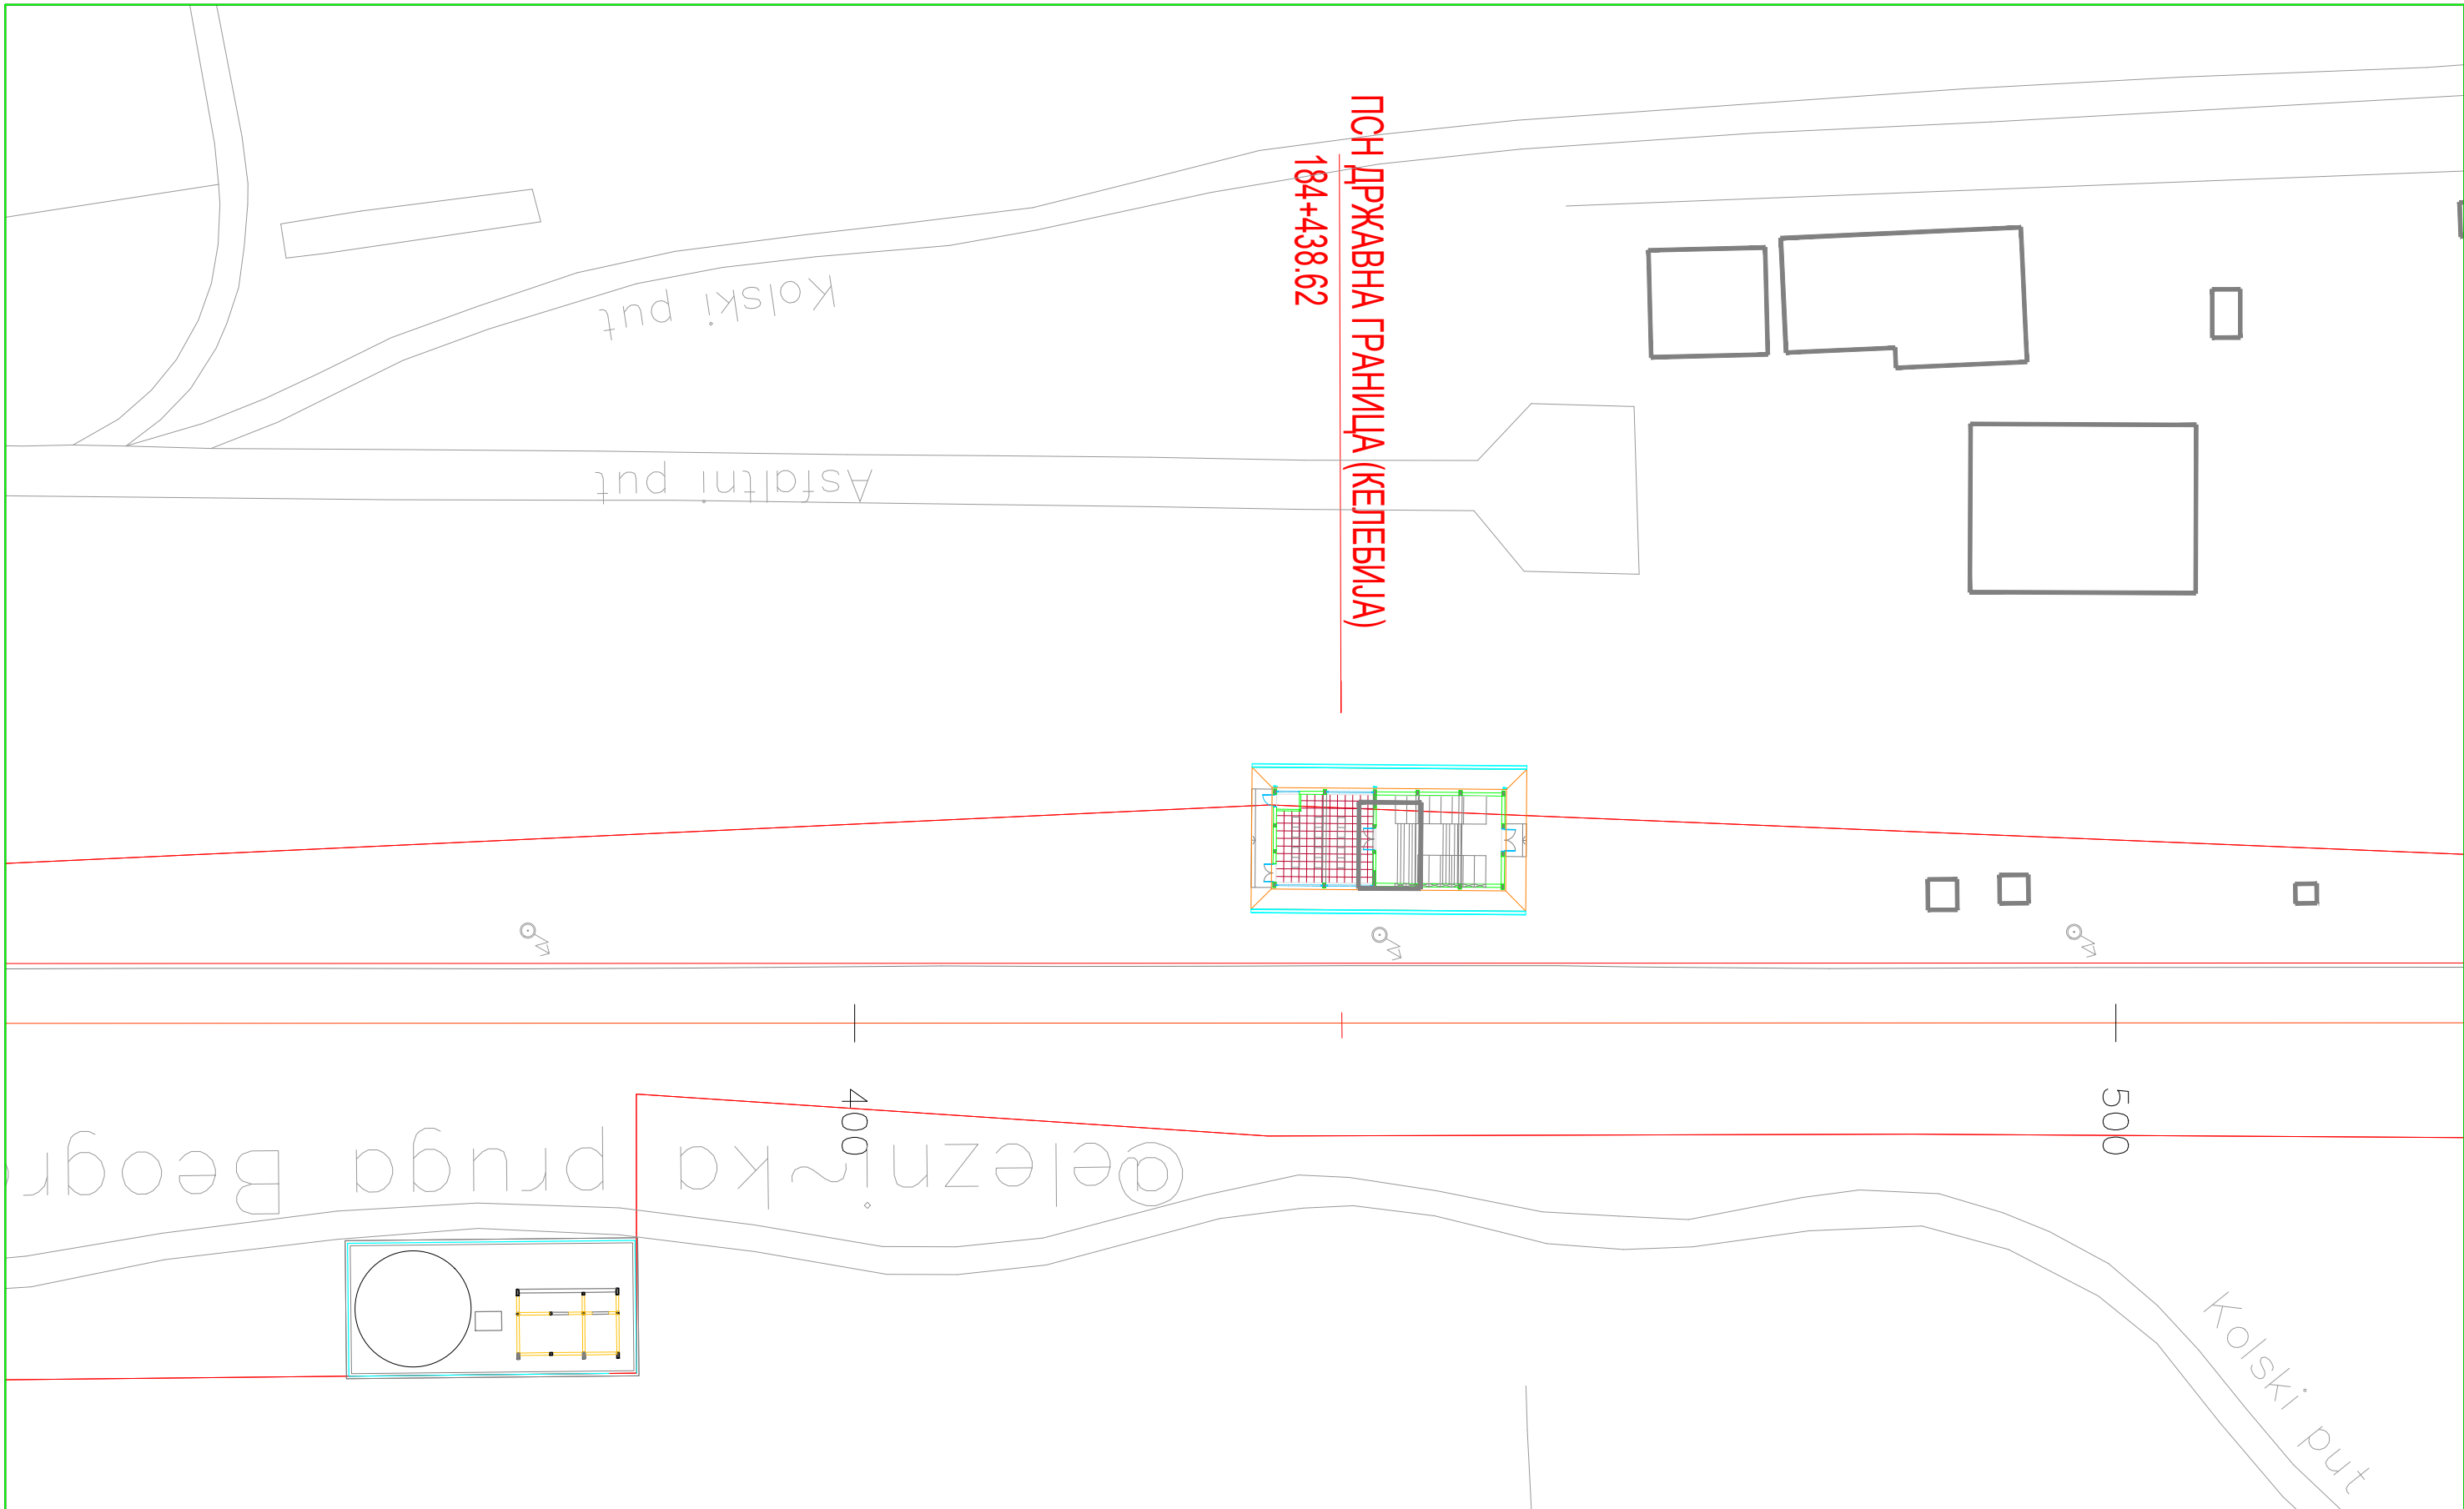 ПСН ДРЖАВНА ГРАНИЦА (КЕЛЕБИЈА)
184+438.62
Kolski put
Asfaltni put
400
500
@elezni~ka pruga Beogr
Kolski put